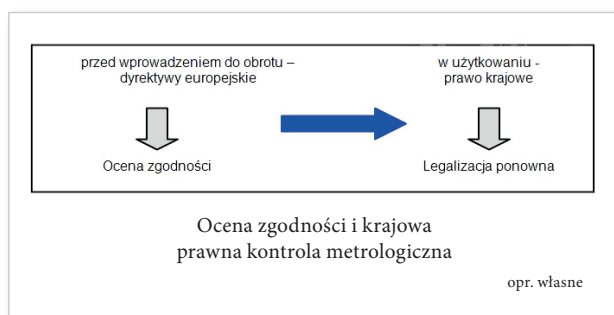 przed wprowadzeniem do obrotu –
dyrektywy europejskie
w użytkowaniu -
prawo krajowe
Ocena zgodności
Legalizacja ponowna
Ocena zgodności i krajowa
prawna kontrola metrologiczna
opr. własne